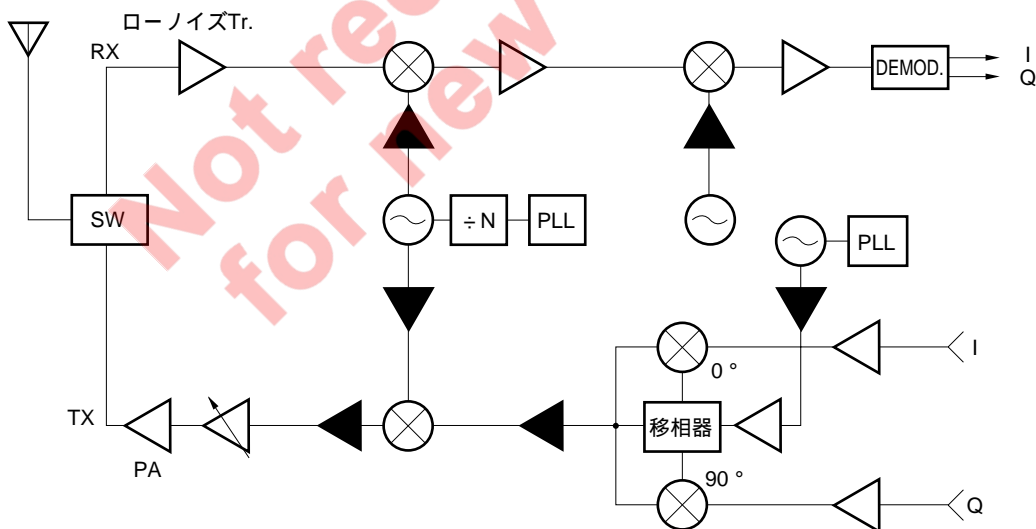 ローノイズTr.
RX
DEMOD.
I
Q
SW
÷N
PLL
PLL
I
0 °
TX
移相器
PA
90 °
Q
Not re
for new